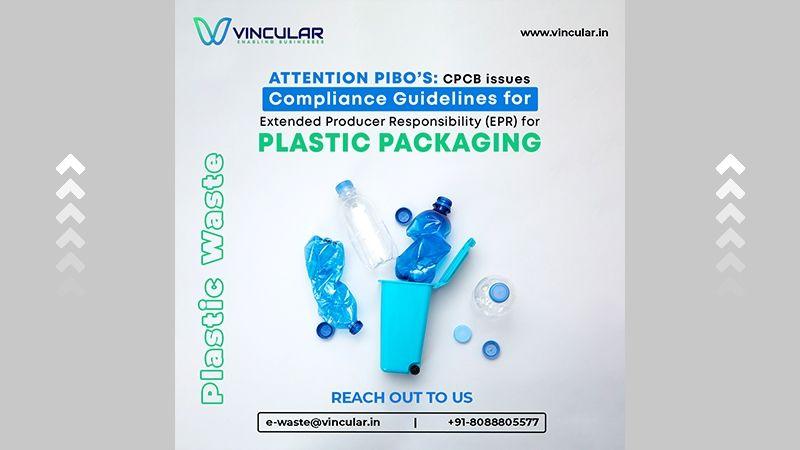 VINCULAR
ENABLING BUSINESSES
www.vincular.in
ATTENTION PIBO'S: CPCB issues
Compliance Guidelines for
Extended Producer Responsibility (EPR) for
PLASTIC PACKAGING
Plastic Waste
REACH OUT TO US
e-waste@vincular.in | +91-8088805577